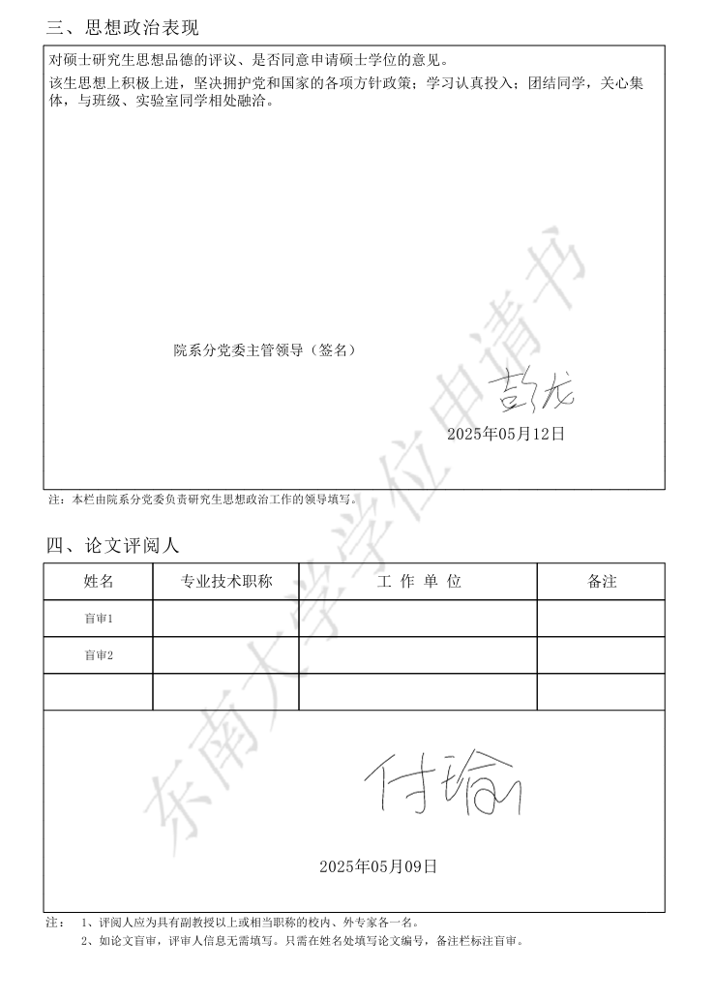 三、思想政治表现
对硕士研究生思想品德的评议、是否同意申请硕士学位的意见。
该生思想上积极上进，坚决拥护党和国家的各项方针政策；学习认真投入；团结同学，关心集
体，与班级、实验室同学相处融洽。
院系分党委主管领导（签名）
彭龙
2025年05月12日
注：本栏由院系分党委负责研究生思想政治工作的领导填写。
四、论文评阅人
姓名 专业技术职称 工 作 单 位 备注
盲审1
盲审2
付瑜
2025年05月09日
注： 1、评阅人应为具有副教授以上或相当职称的校内、外专家各一名。
2、如论文盲审，评审人信息无需填写。只需在姓名处填写论文编号，备注栏标注盲审。
东南大学学位申请书